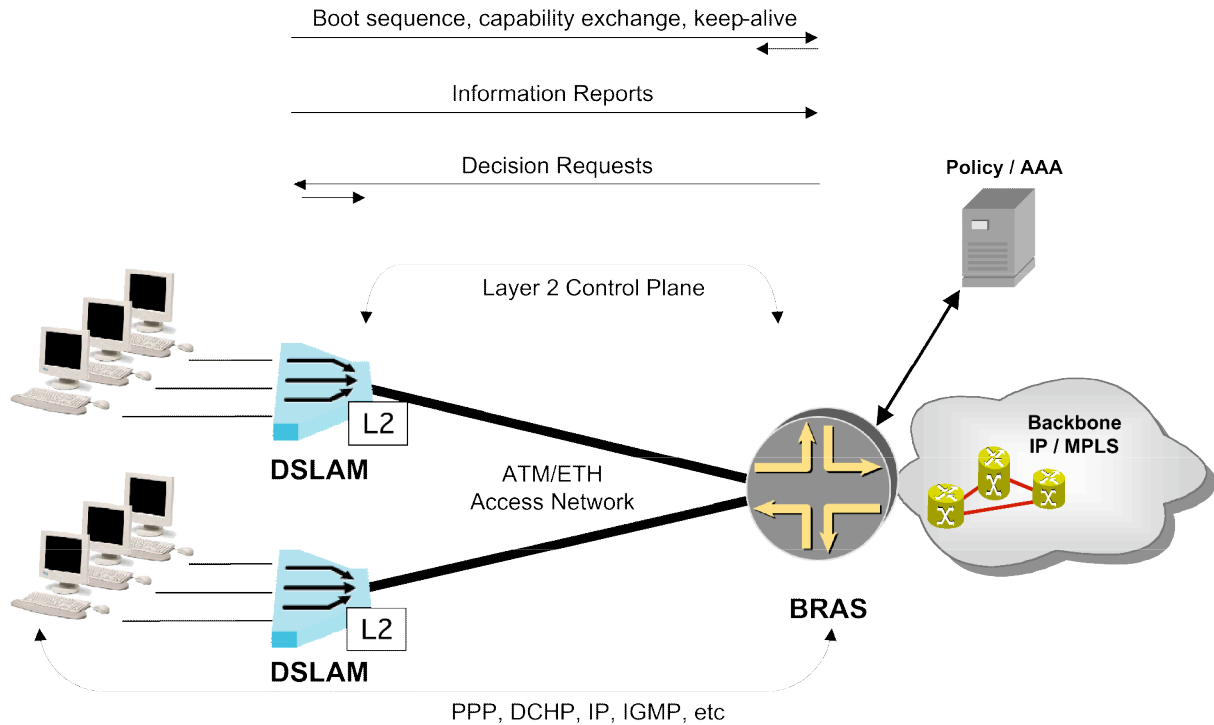 Boot sequence, capability exchange, keep-alive
Information Reports
Decision Requests
Policy / AAA
Layer 2 Control Plane
Backbone
IP / MPLS
L2
DSLAM
ATM/ETH
Access Network
BRAS
L2
DSLAM
PPP, DCHP, IP, IGMP, etc